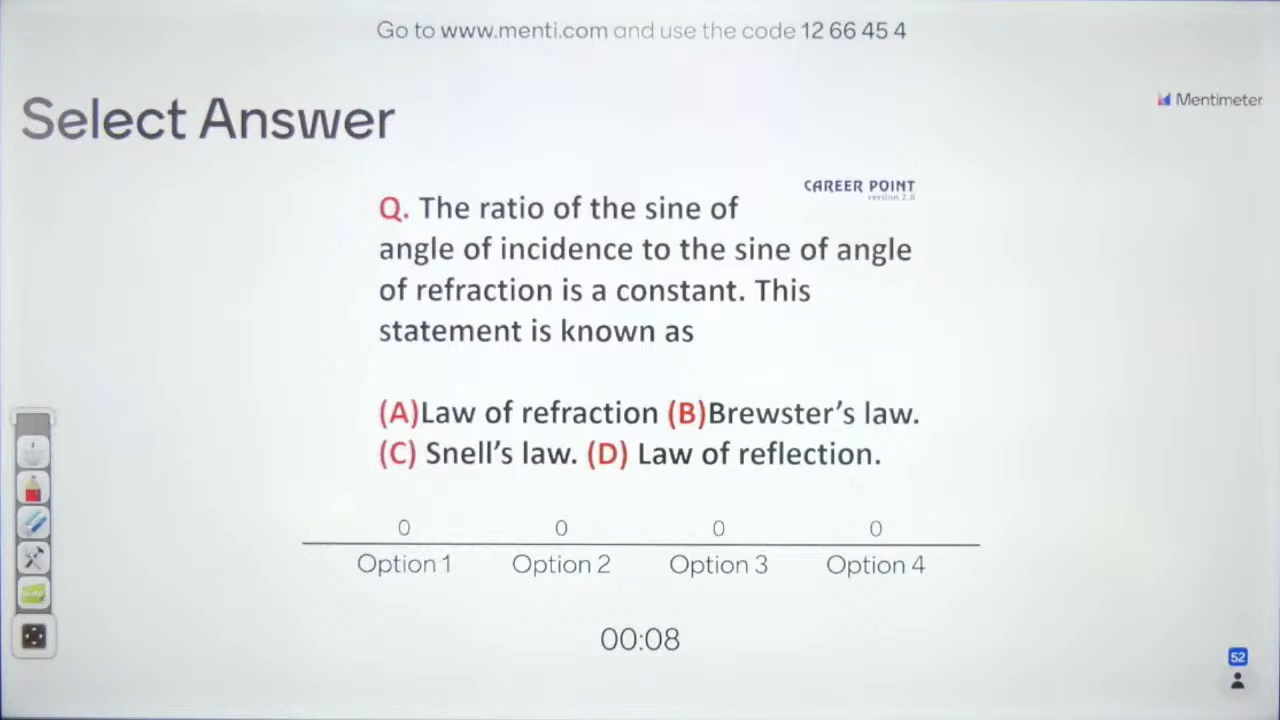 Go to www.menti.com and use the code 12 66 45 4
Select Answer
Mentimeter
CAREER POINT
version 2.0
Q. The ratio of the sine of
angle of incidence to the sine of angle
of refraction is a constant. This
statement is known as
(A)Law of refraction (B)Brewster’s law.
(C) Snell’s law. (D) Law of reflection.
0 0 0 0
Option 1 Option 2 Option 3 Option 4
00:08
52